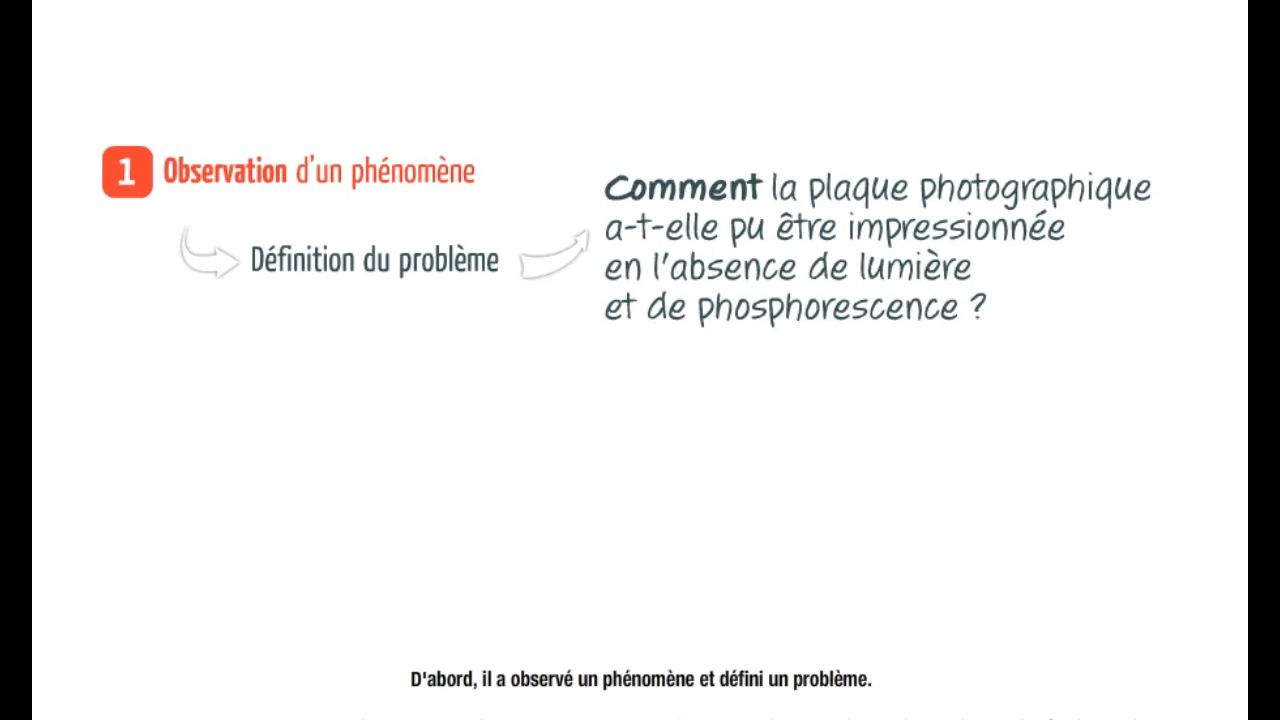 1 Observation d'un phénomène
Définition du problème
Comment la plaque photographique
a-t-elle pu être impressionnée
en l'absence de lumière
et de phosphorescence ?
D'abord, il a observé un phénomène et défini un problème.